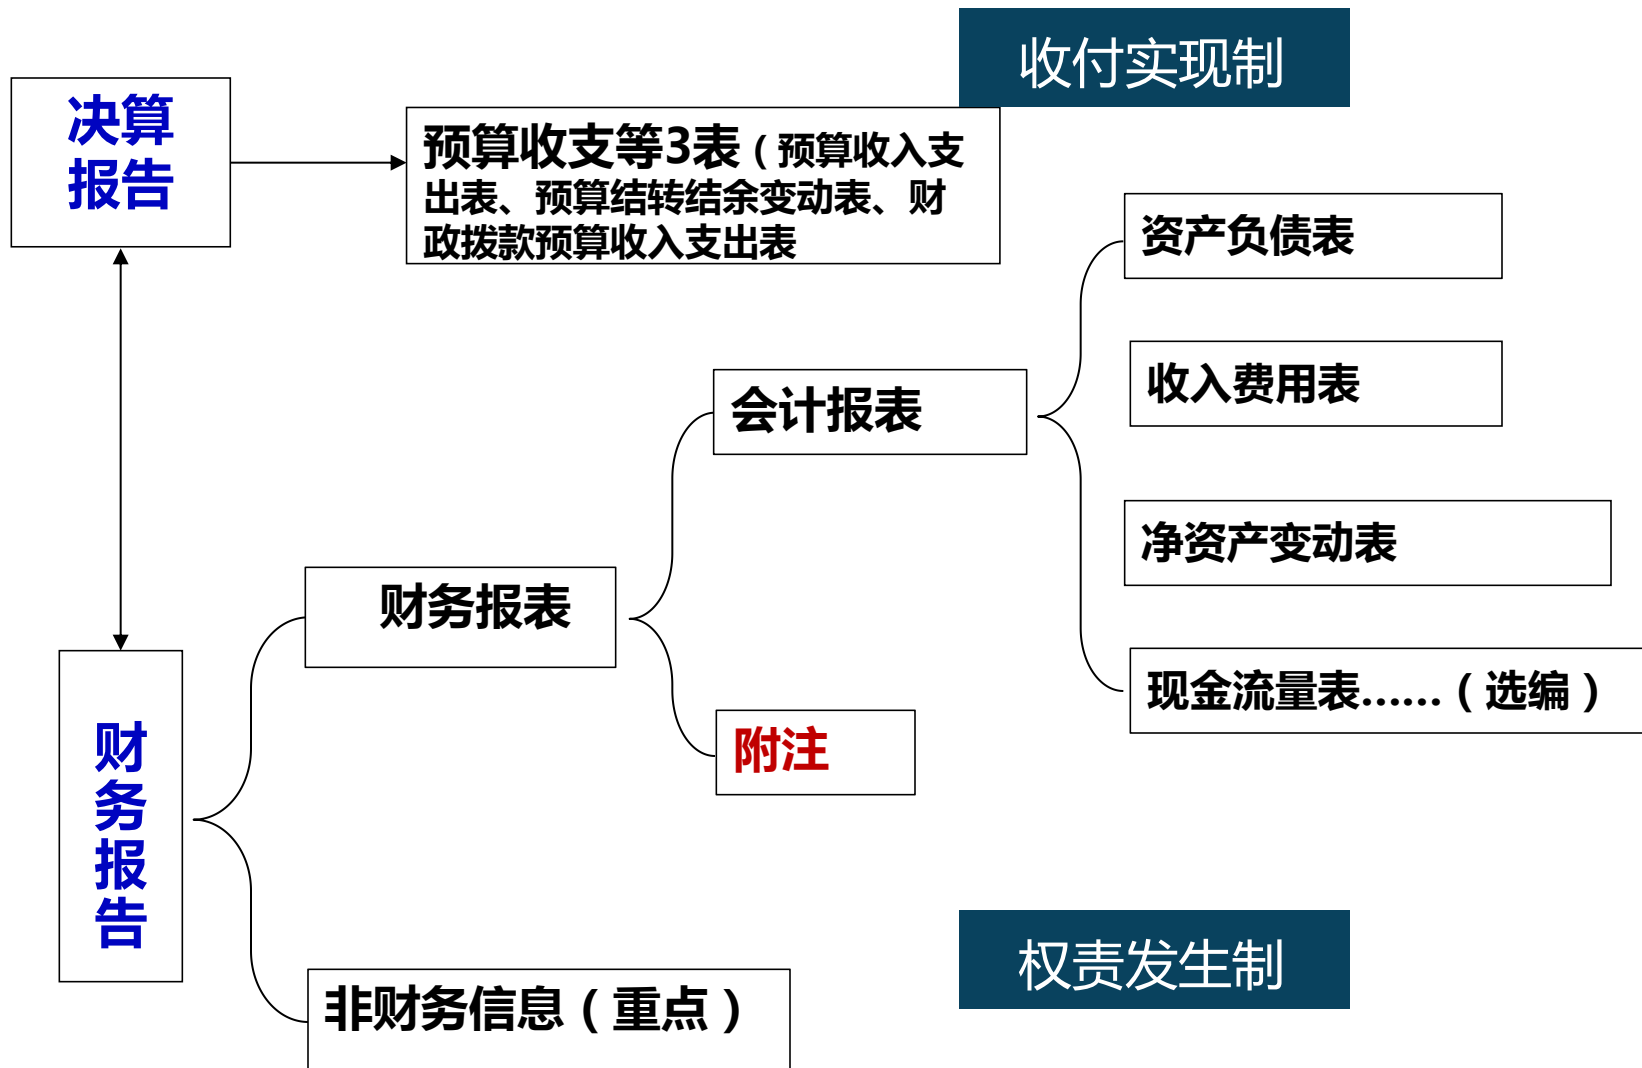 收付实现制
决算
报告
预算收支等3表（预算收入支
出表、预算结转结余变动表、财
政拨款预算收入支出表
资产负债表
收入费用表
会计报表
净资产变动表
财务报表
现金流量表……（选编）
附注
财
务
报
告
权责发生制
非财务信息（重点）